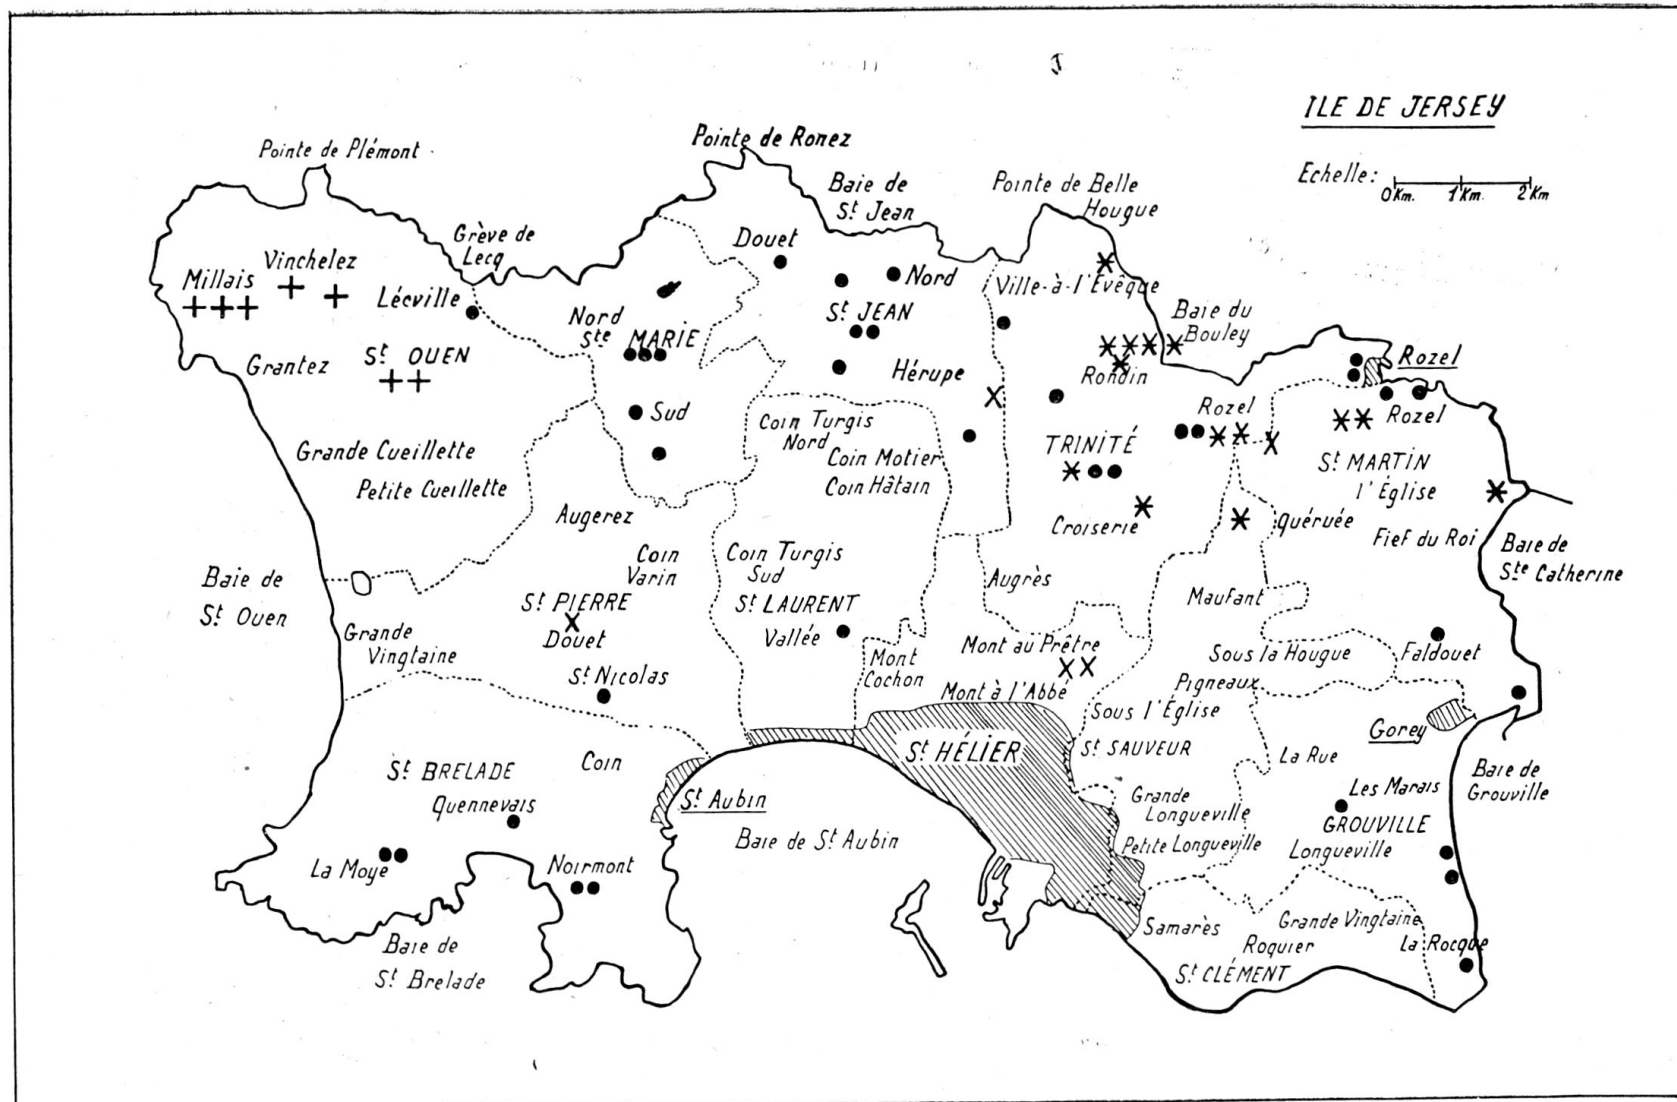 ILE DE JERSEY
Echelle:
0 Km. 1 Km. 2 Km
Pointe de Plémont
Pointe de Ronez
Baie de
St Jean
Pointe de Belle
Hougue
Grève de
Lecq
Douet
Nord
Ville-à-l'Evêque
Vinchelez
Millais
Lécville
Nord
Ste MARIE
St JEAN
Baie du
Bouley
Grantez
St OUEN
Hérupe
Rondin
Rozel
Sud
Coin Turgis
Nord
Rozel
Rozel
Grande Cueillette
Petite Cueillette
Coin Motier
Coin Hâtain
TRINITÉ
St MARTIN
l'Église
Augerez
Croiserie
Quéruée
Fief du Roi
Coin
Varin
Coin Turgis
Sud
Augrès
Baie de
Ste Catherine
Baie de
St Ouen
St PIERRE
Douet
St LAURENT
Vallée
Maufant
Grande
Vingtaine
Mont
Cochon
Mont au Prêtre
Sous la Hougue
Faldouet
St Nicolas
Mont à l'Abbé
Pigneaux
Sous l'Église
Gorey
St HÉLIER
St SAUVEUR
La Rue
St BRELADE
Quennevais
Coin
St Aubin
Baie de St Aubin
Grande
Longueville
Petite Longueville
Les Marais
GROUVILLE
Longueville
Baie de
Grouville
La Moye
Noirmont
Baie de
St Brelade
Samarès
Grande Vingtaine
Roquier
La Rocque
St CLÉMENT